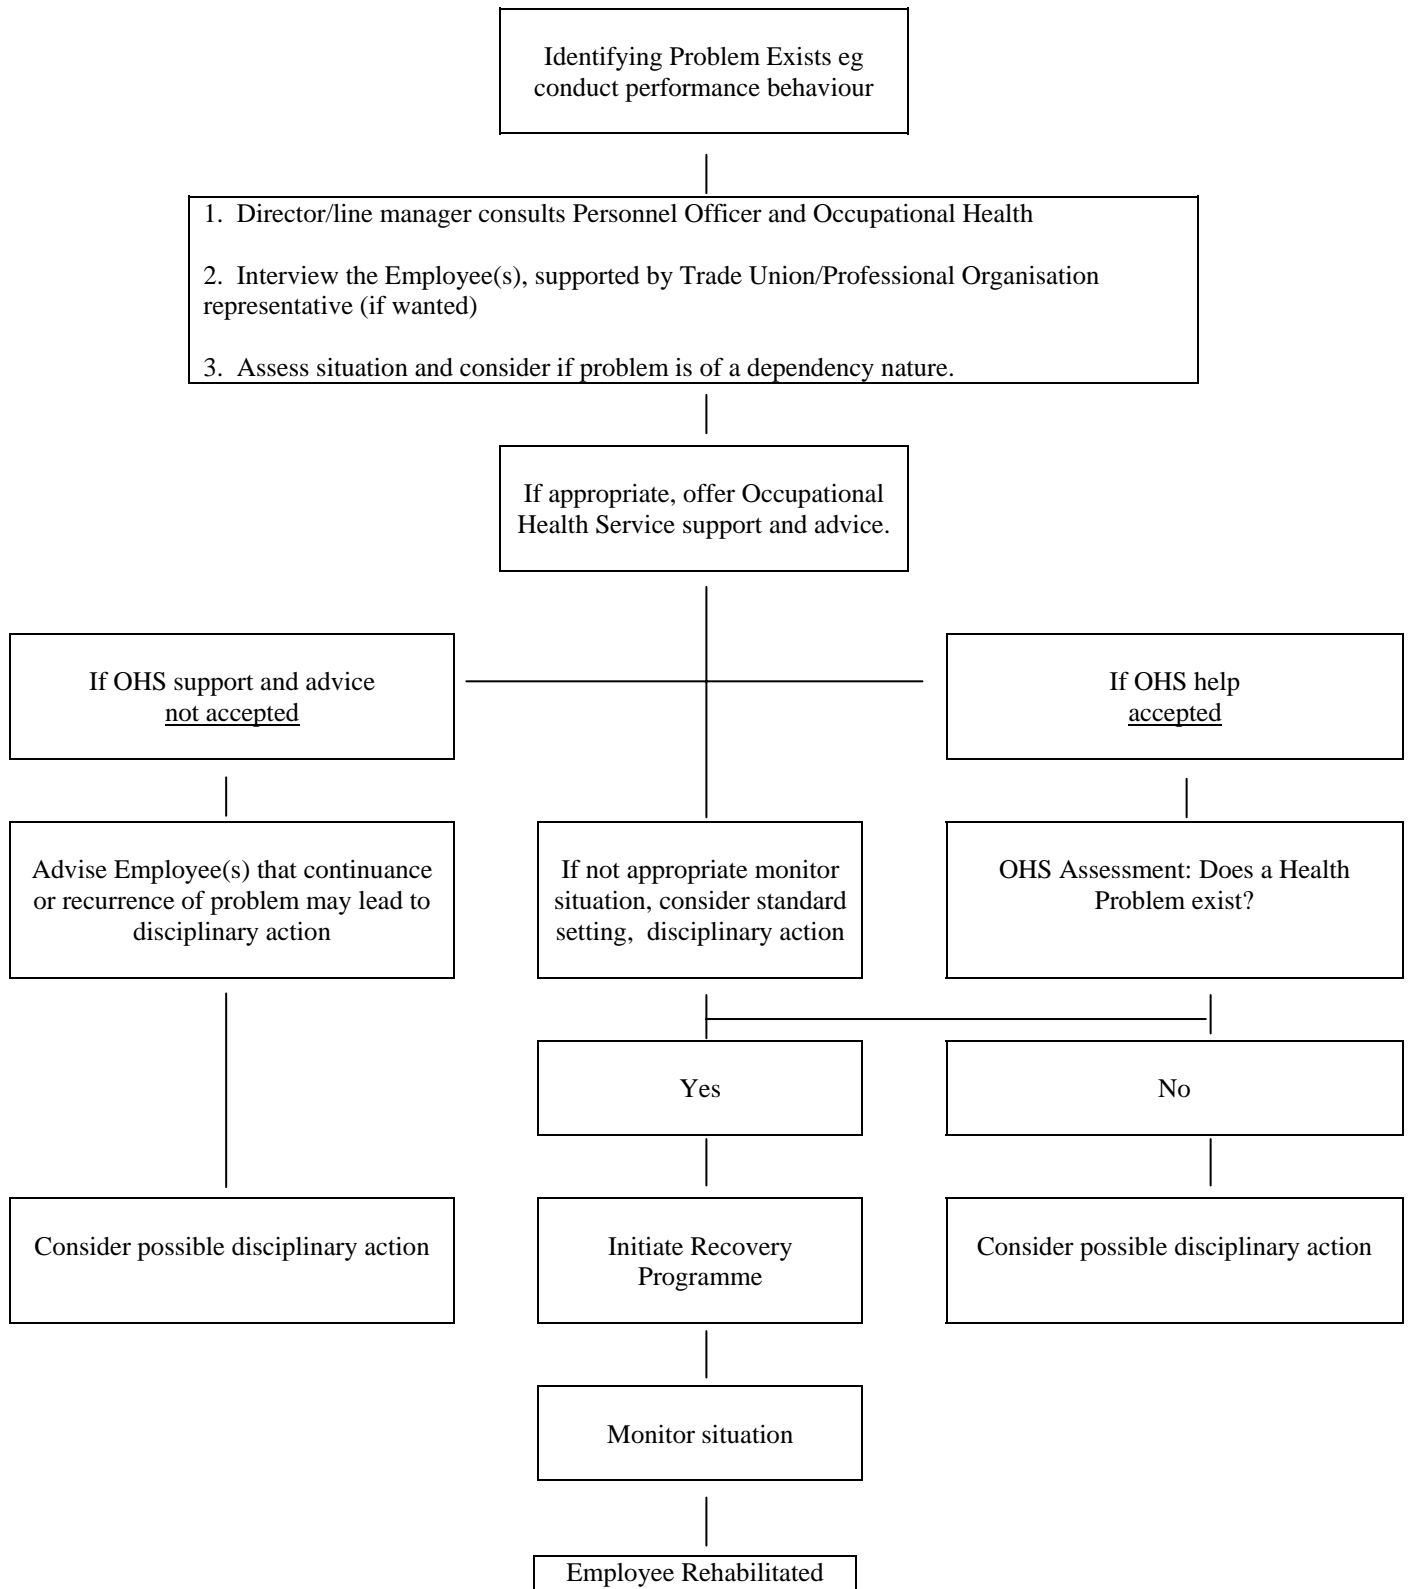 Identifying Problem Exists eg
conduct performance behaviour
1.  Director/line manager consults Personnel Officer and Occupational Health
2.  Interview the Employee(s), supported by Trade Union/Professional Organisation
representative (if wanted)
3.  Assess situation and consider if problem is of a dependency nature.
If appropriate, offer Occupational
Health Service support and advice.
If OHS support and advice
not accepted
If OHS help
accepted
Advise Employee(s) that continuance
or recurrence of problem may lead to
disciplinary action
If not appropriate monitor
situation, consider standard
setting,  disciplinary action
OHS Assessment: Does a Health
Problem exist?
Yes
No
Consider possible disciplinary action
Initiate Recovery
Programme
Consider possible disciplinary action
Monitor situation
Employee Rehabilitated